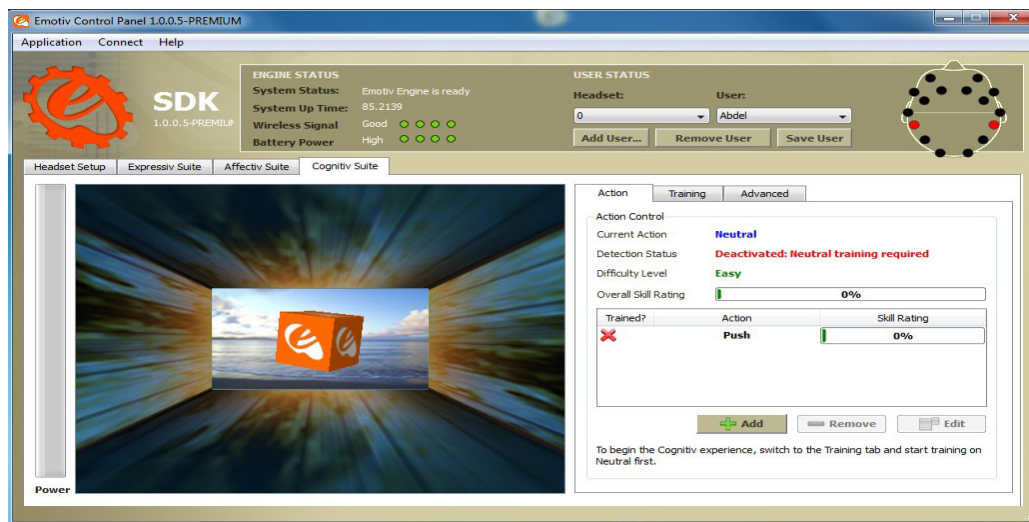 Emotiv Control Panel 1.0.0.5-PREMIUM
Application Connect Help
SDK
1.0.0.5-PREMIUM
ENGINE STATUS
System Status: Emotiv Engine is ready
System Up Time: 85.2139
Wireless Signal Good
Battery Power High
USER STATUS
Headset: User:
0 Abdel
Add User... Remove User Save User
Headset Setup Expressiv Suite Affectiv Suite Cognitiv Suite
Power
Action Training Advanced
Action Control
Current Action Neutral
Detection Status Deactivated: Neutral training required
Difficulty Level Easy
Overall Skill Rating 0%
Trained? Action Skill Rating
Push 0%
Add Remove Edit
To begin the Cognitiv experience, switch to the Training tab and start training on
Neutral first.